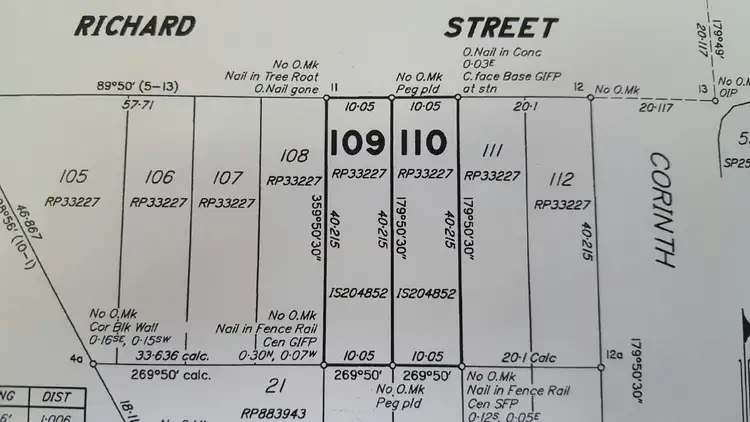 RICHARD STREET
179°49'
20·117
O.Nail in Conc
0·03E
C.face Base GIFP
at stn
No O.Mk
Nail in Tree Root
O.Nail gone
No O.Mk
Peg pld
89°50' (5-13)
11
12
No O.Mk
13
OIP
57·71
10·05
10·05
20·1
20·117
105
RP33227
106
RP33227
107
RP33227
108
RP33227
109
RP33227
110
RP33227
111
RP33227
112
RP33227
CORINTH
SP25
46·867
(10-1)
359°50'30"
40·215
40·215
179°50'30"
40·215
179°50'30"
40·215
IS204852
IS204852
No O.Mk
Cor Blk Wall
0·16SE, 0·15SW
No O.Mk
Nail in Fence Rail
Cen GIFP
0·30N, 0·07W
4a
33·636 calc.
10·05
10·05
20·1 Calc
12a
179°50'30"
269°50' calc.
269°50'
269°50'
21
RP883943
No O.Mk
Peg pld
No O.Mk
Nail in Fence Rail
Cen SFP
0·12S, 0·05E
DIST
1·006
18·11